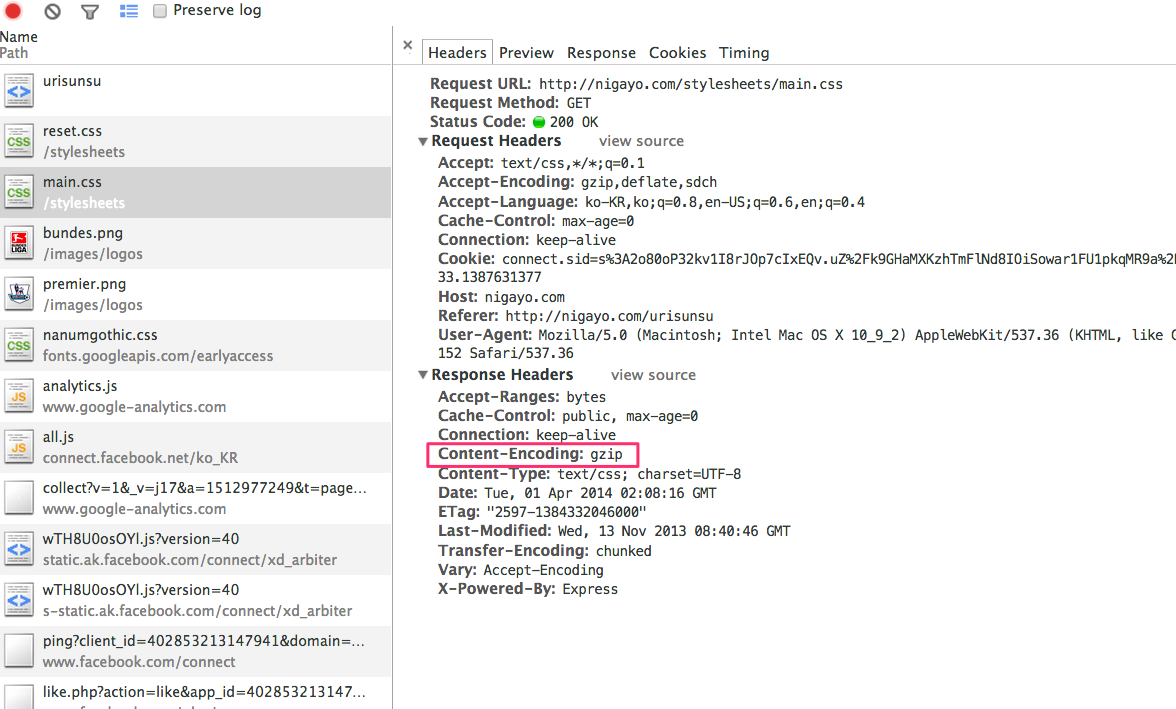 Preserve log
Name
Path
urisunsu
reset.css
/stylesheets
main.css
/stylesheets
bundes.png
/images/logos
premier.png
/images/logos
nanumgothic.css
fonts.googleapis.com/earlyaccess
analytics.js
www.google-analytics.com
all.js
connect.facebook.net/ko_KR
collect?v=1&_v=j17&a=1512977249&t=page...
www.google-analytics.com
wTH8U0osOYl.js?version=40
static.ak.facebook.com/connect/xd_arbiter
wTH8U0osOYl.js?version=40
s-static.ak.facebook.com/connect/xd_arbiter
ping?client_id=402853213147941&domain=...
www.facebook.com/connect
like.php?action=like&app_id=402853213147...
× Headers Preview Response Cookies Timing
Request URL: http://nigayo.com/stylesheets/main.css
Request Method: GET
Status Code: 200 OK
▼Request Headers view source
Accept: text/css,*/*;q=0.1
Accept-Encoding: gzip,deflate,sdch
Accept-Language: ko-KR,ko;q=0.8,en-US;q=0.6,en;q=0.4
Cache-Control: max-age=0
Connection: keep-alive
Cookie: connect.sid=s%3A2o80oP32kv1I8rJOp7cIxEQv.uZ%2Fk9GHaMXKzhTmFlNd8IOiSowar1FU1pkqMR9a%2
33.1387631377
Host: nigayo.com
Referer: http://nigayo.com/urisunsu
User-Agent: Mozilla/5.0 (Macintosh; Intel Mac OS X 10_9_2) AppleWebKit/537.36 (KHTML, like
152 Safari/537.36
▼Response Headers view source
Accept-Ranges: bytes
Cache-Control: public, max-age=0
Connection: keep-alive
Content-Encoding: gzip
Content-Type: text/css; charset=UTF-8
Date: Tue, 01 Apr 2014 02:08:16 GMT
ETag: "2597-1384332046000"
Last-Modified: Wed, 13 Nov 2013 08:40:46 GMT
Transfer-Encoding: chunked
Vary: Accept-Encoding
X-Powered-By: Express